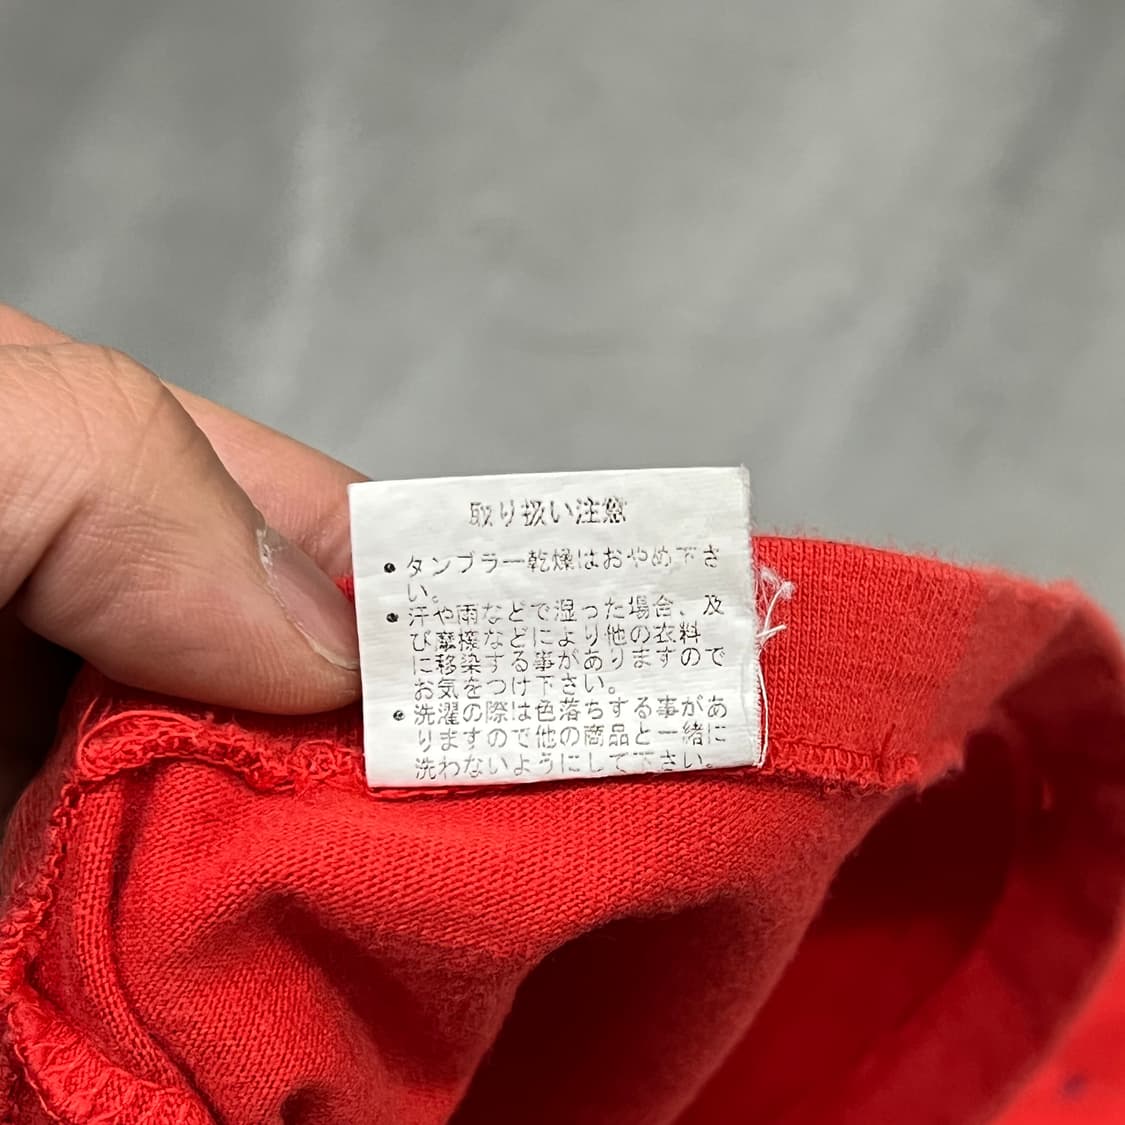 取り扱い注意
●タンブラー乾燥はおやめ下さ
い。
●汗や雨などで湿った場合、及
び摩擦などにより他の衣料
に移染する事がありますので
お気をつけ下さい。
●洗濯の際は色落ちする事があ
りますので他の商品と一緒に
洗わないようにして下さい。